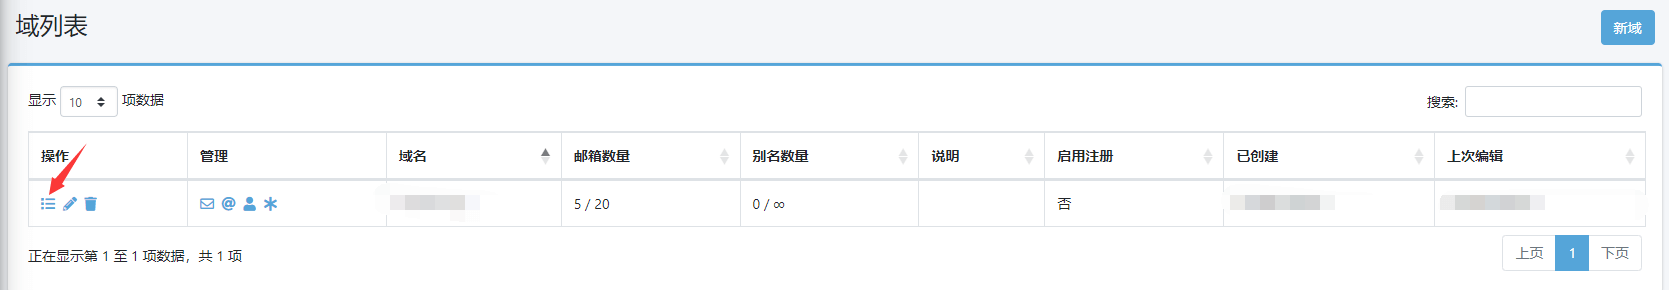 域列表
新域
显示 10 项数据
搜索:
操作 管理 域名 邮箱数量 别名数量 说明 启用注册 已创建 上次编辑
5 / 20 0 / ∞ 否
正在显示第 1 至 1 项数据，共 1 项
上页 1 下页